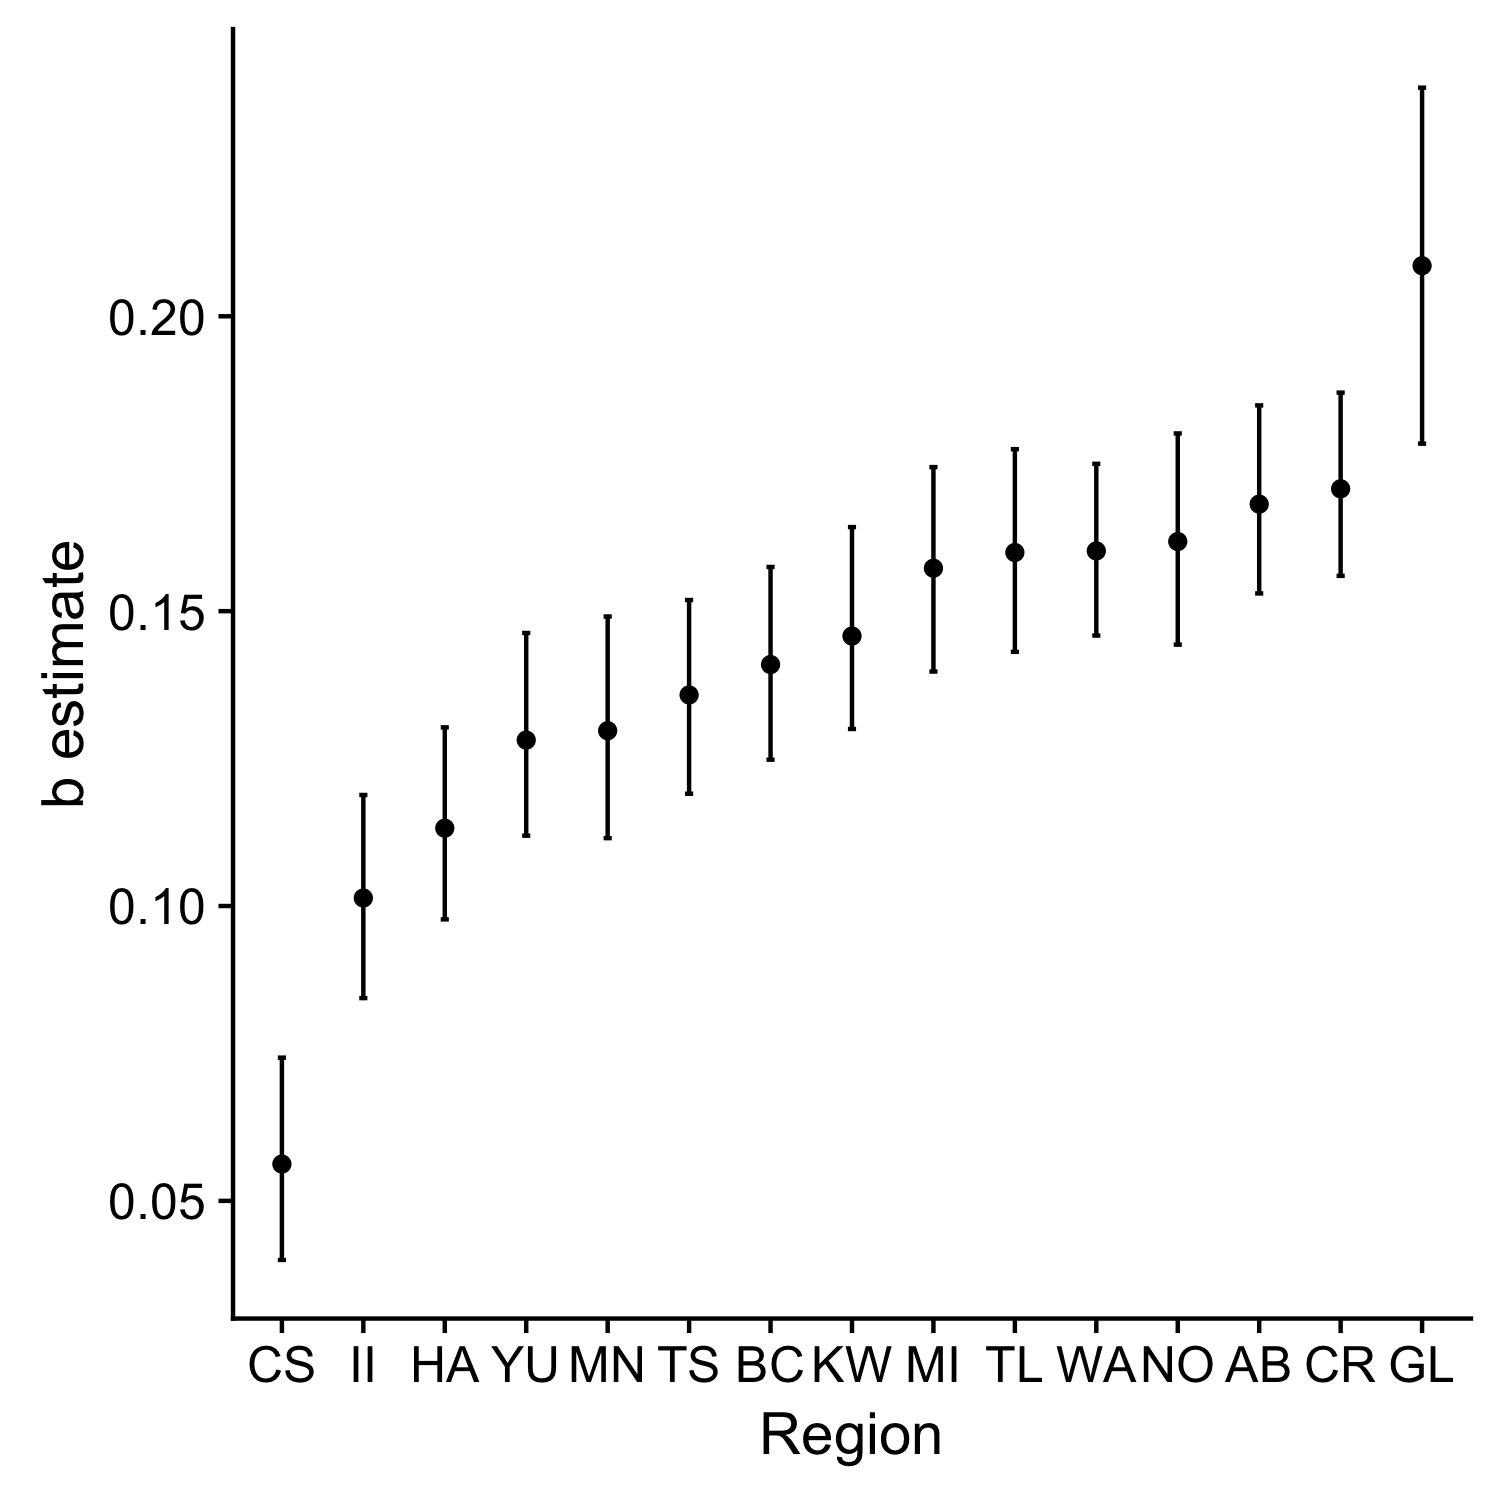 b estimate
0.20
0.15
0.10
0.05
CS II HA YU MN TS BC KW MI TL WA NO AB CR GL
Region